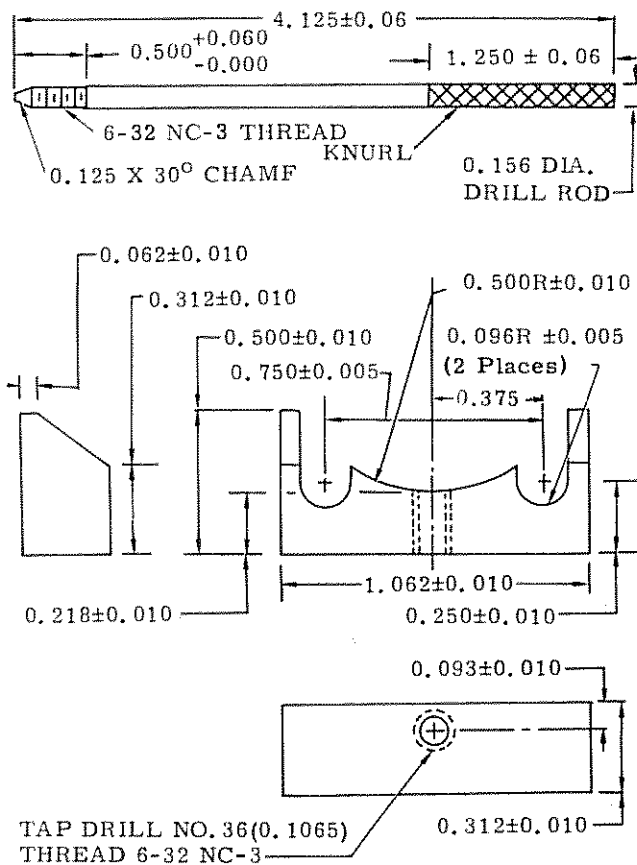 4.125±0.06
0.500+0.060
-0.000
1.250 ± 0.06
6-32 NC-3 THREAD
KNURL
0.125 X 30° CHAMF
0.156 DIA.
DRILL ROD
0.062±0.010
0.312±0.010
0.500R±0.010
0.500±0.010
0.096R ±0.005
(2 Places)
0.750±0.005
0.375
1.062±0.010
0.218±0.010
0.250±0.010
0.093±0.010
TAP DRILL NO. 36(0.1065)
THREAD 6-32 NC-3
0.312±0.010